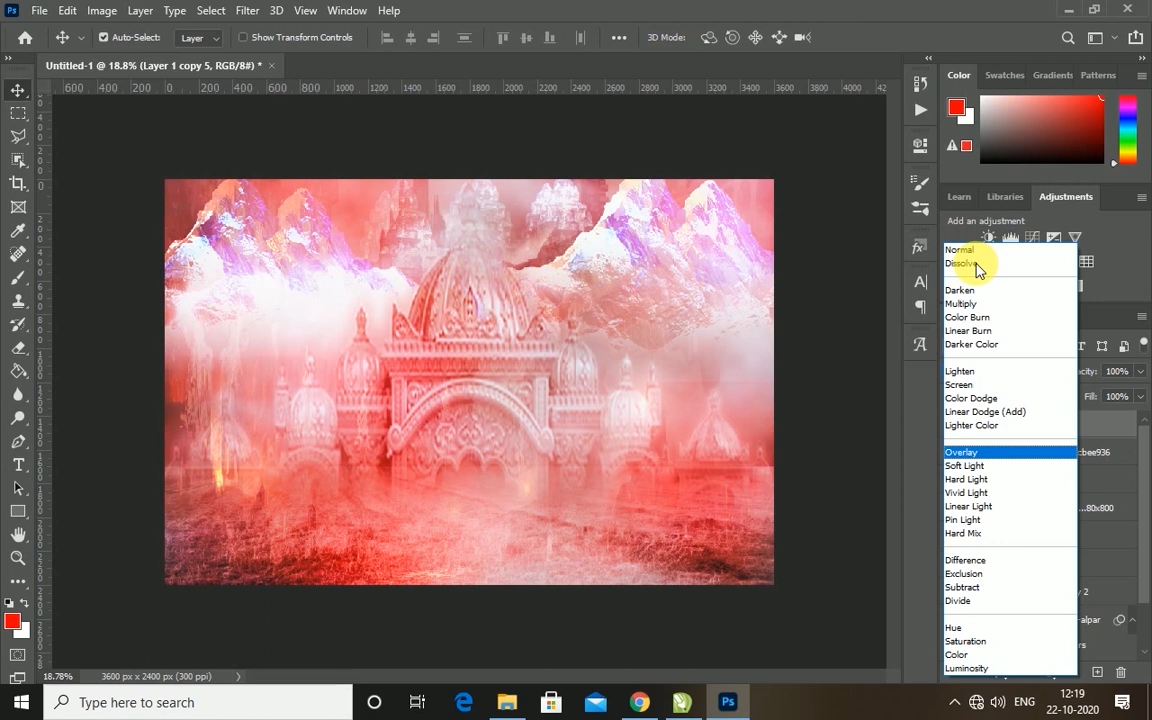 Ps File Edit Image Layer Type Select Filter 3D View Window Help
Auto-Select: Layer Show Transform Controls 3D Mode:
Untitled-1 @ 18.8% (Layer 1 copy 5, RGB/8#) * ×
600 400 200 0 200 400 600 800 1000 1200 1400 1600 1800 2000 2200 2400 2600 2800 3000 3200 3400 3600 3800 4000 42
Color Swatches Gradients Patterns
Learn Libraries Adjustments
Add an adjustment
Normal
Dissolve
Darken
Multiply
Color Burn
Linear Burn
Darker Color
Lighten
Screen
Color Dodge
Linear Dodge (Add)
Lighter Color
Overlay
Soft Light
Hard Light
Vivid Light
Linear Light
Pin Light
Hard Mix
Difference
Exclusion
Subtract
Divide
Hue
Saturation
Color
Luminosity
acity: 100%
Fill: 100%
cbee936
...80x800
y 2
alpar
rs
18.78% 3600 px x 2400 px (300 ppi)
Type here to search
ENG
12:19
22-10-2020